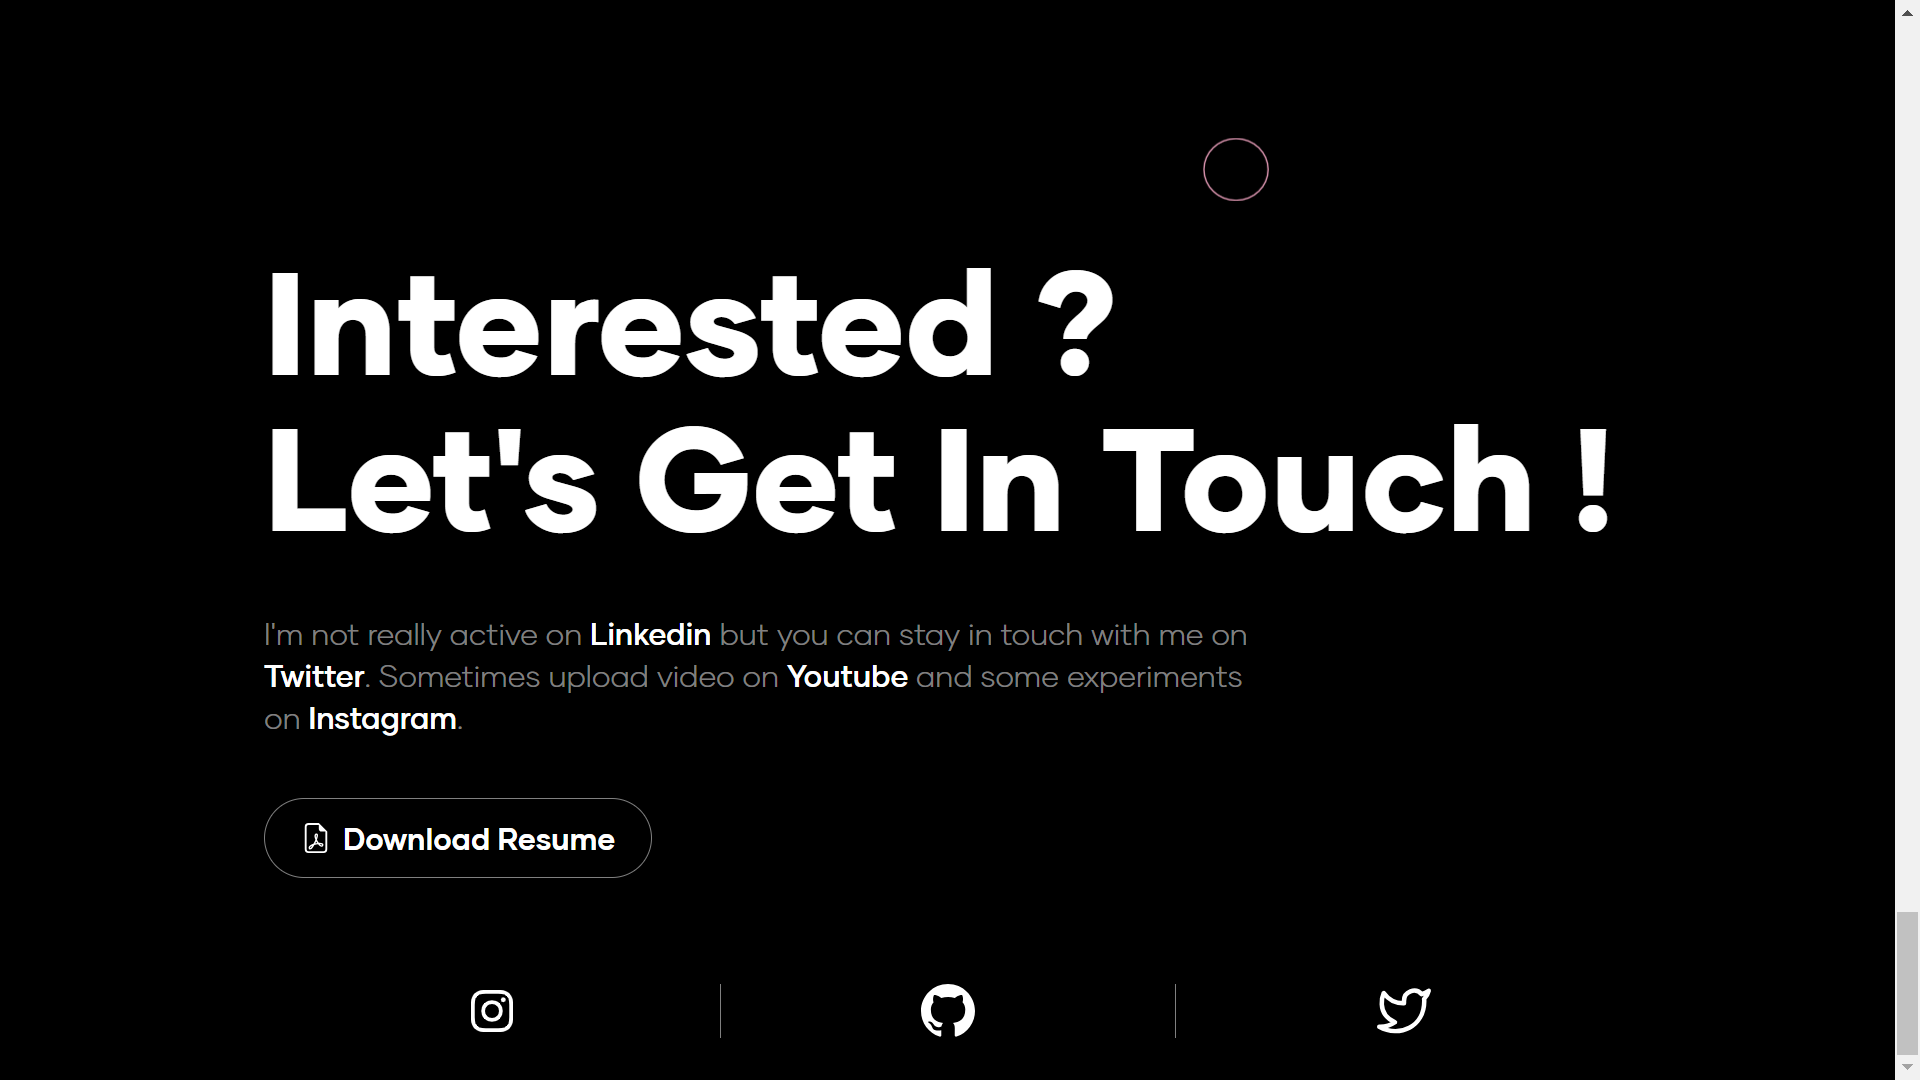 Interested ?
Let's Get In Touch !
I'm not really active on Linkedin but you can stay in touch with me on
Twitter. Sometimes upload video on Youtube and some experiments
on Instagram.
Download Resume